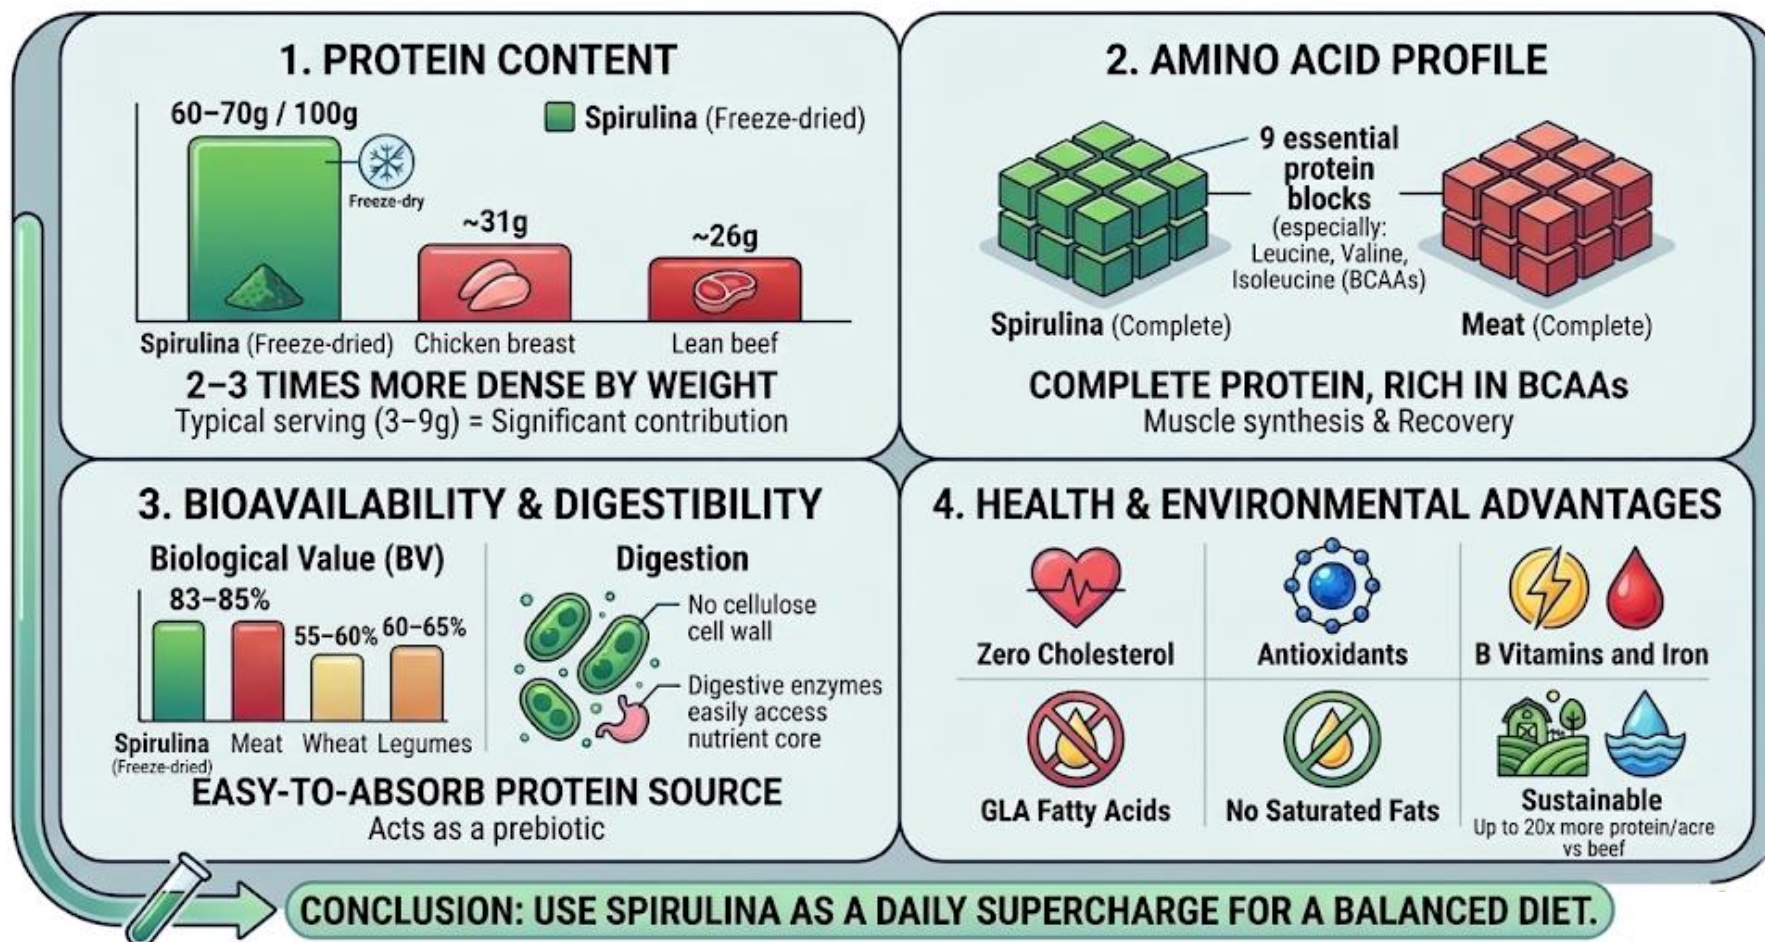 1. PROTEIN CONTENT
60–70g / 100g
Spirulina (Freeze-dried)
Freeze-dry
~31g
~26g
Spirulina (Freeze-dried)
Chicken breast
Lean beef
2–3 TIMES MORE DENSE BY WEIGHT
Typical serving (3–9g) = Significant contribution
2. AMINO ACID PROFILE
9 essential
protein
blocks
(especially:
Leucine, Valine,
Isoleucine (BCAAs)
Spirulina (Complete)
Meat (Complete)
COMPLETE PROTEIN, RICH IN BCAAs
Muscle synthesis & Recovery
3. BIOAVAILABILITY & DIGESTIBILITY
Biological Value (BV)
83–85%
55–60%
60–65%
Spirulina
(Freeze-dried)
Meat
Wheat
Legumes
Digestion
No cellulose
cell wall
Digestive enzymes
easily access
nutrient core
EASY-TO-ABSORB PROTEIN SOURCE
Acts as a prebiotic
4. HEALTH & ENVIRONMENTAL ADVANTAGES
Zero Cholesterol
Antioxidants
B Vitamins and Iron
GLA Fatty Acids
No Saturated Fats
Sustainable
Up to 20x more protein/acre
vs beef
CONCLUSION: USE SPIRULINA AS A DAILY SUPERCHARGE FOR A BALANCED DIET.